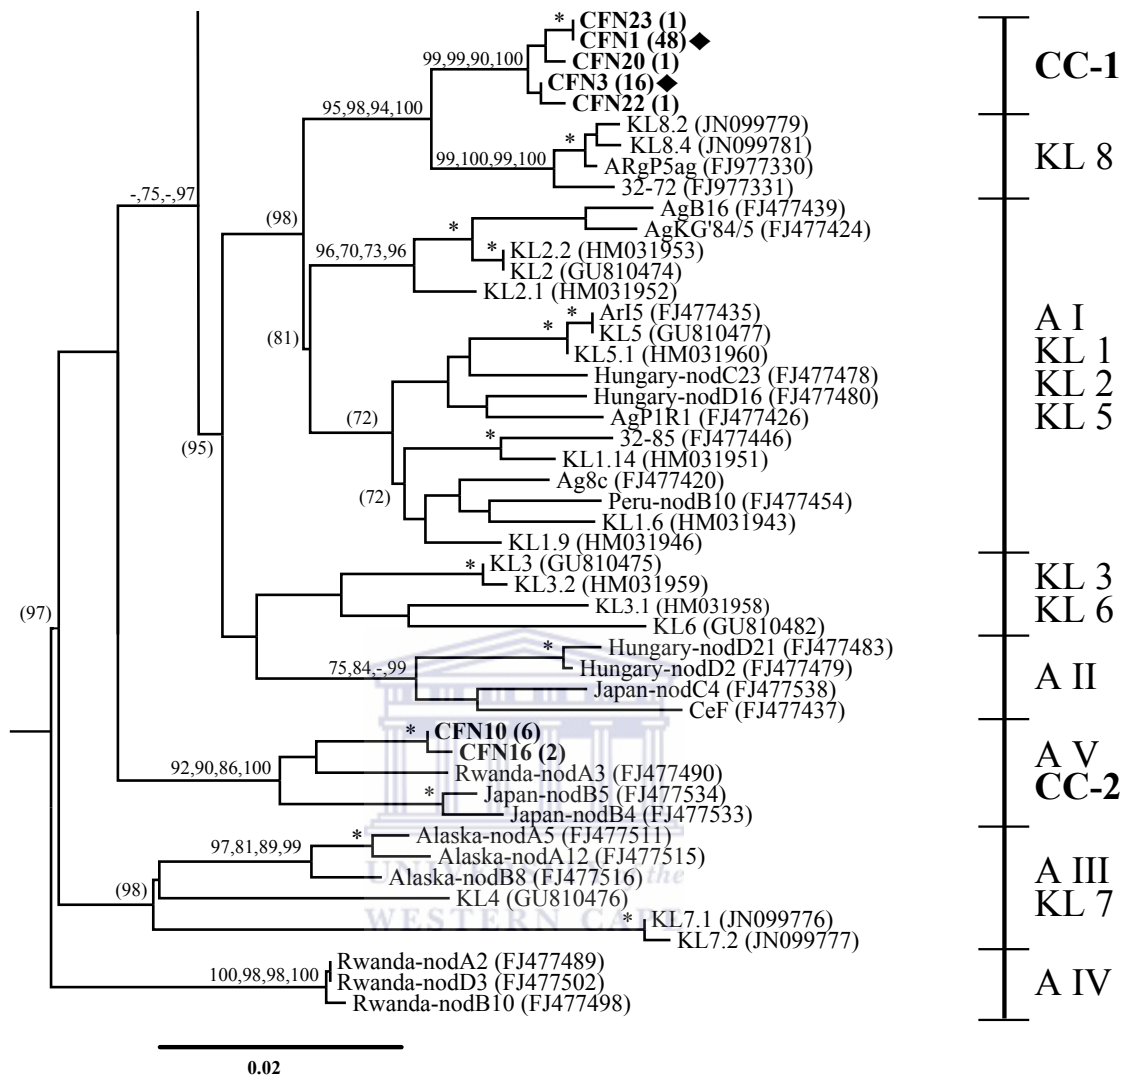 CFN23 (1)
CFN1 (48)◆
CFN20 (1)
CFN3 (16)◆
CFN22 (1)
KL8.2 (JN099779)
KL8.4 (JN099781)
ARgP5ag (FJ977330)
32-72 (FJ977331)
AgB16 (FJ477439)
AgKG'84/5 (FJ477424)
KL2.2 (HM031953)
KL2 (GU810474)
KL2.1 (HM031952)
ArI5 (FJ477435)
KL5 (GU810477)
KL5.1 (HM031960)
Hungary-nodC23 (FJ477478)
Hungary-nodD16 (FJ477480)
AgP1R1 (FJ477426)
32-85 (FJ477446)
KL1.14 (HM031951)
Ag8c (FJ477420)
Peru-nodB10 (FJ477454)
KL1.6 (HM031943)
KL1.9 (HM031946)
KL3 (GU810475)
KL3.2 (HM031959)
KL3.1 (HM031958)
KL6 (GU810482)
Hungary-nodD21 (FJ477483)
Hungary-nodD2 (FJ477479)
Japan-nodC4 (FJ477538)
CeF (FJ477437)
CFN10 (6)
CFN16 (2)
Rwanda-nodA3 (FJ477490)
Japan-nodB5 (FJ477534)
Japan-nodB4 (FJ477533)
Alaska-nodA5 (FJ477511)
Alaska-nodA12 (FJ477515)
Alaska-nodB8 (FJ477516)
KL4 (GU810476)
KL7.1 (JN099776)
KL7.2 (JN099777)
Rwanda-nodA2 (FJ477489)
Rwanda-nodD3 (FJ477502)
Rwanda-nodB10 (FJ477498)
*
99,99,90,100
95,98,94,100
*
99,100,99,100
-,75,-,97
(98)
*
96,70,73,96
*
*
*
(81)
(72)
(95)
*
(72)
*
(97)
*
75,84,-,99
*
92,90,86,100
*
*
97,81,89,99
(98)
*
100,98,98,100
CC-1
KL 8
A I
KL 1
KL 2
KL 5
KL 3
KL 6
A II
A V
CC-2
A III
KL 7
A IV
UNIVERSITY of the
WESTERN CAPE
0.02